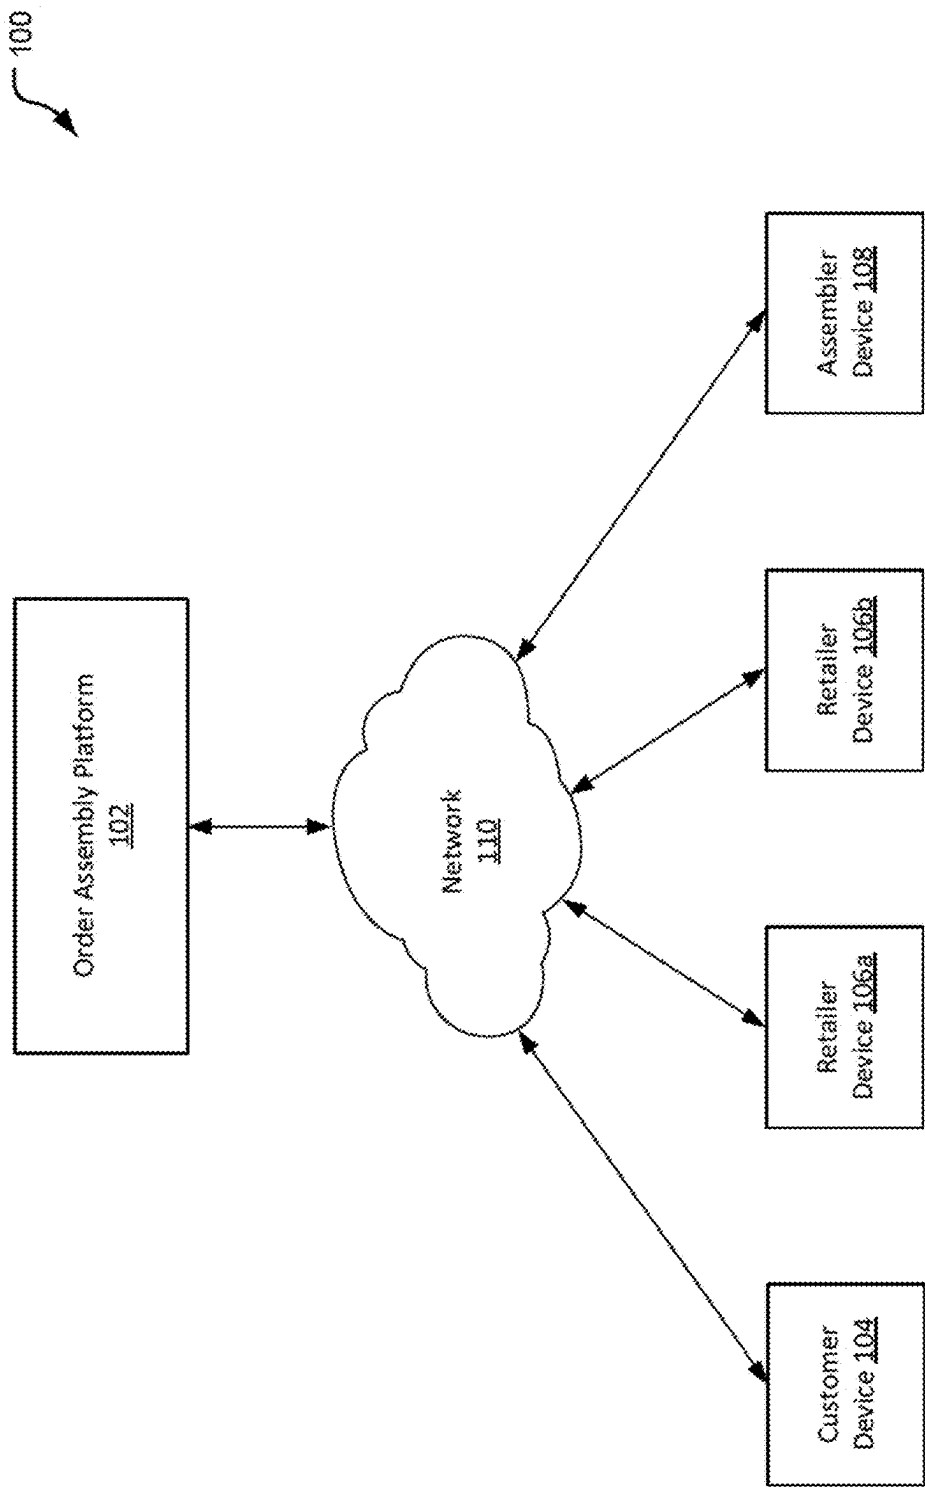 100
Order Assembly Platform
102
Network
110
Customer
Device 104
Retailer
Device 106a
Retailer
Device 106b
Assembler
Device 108